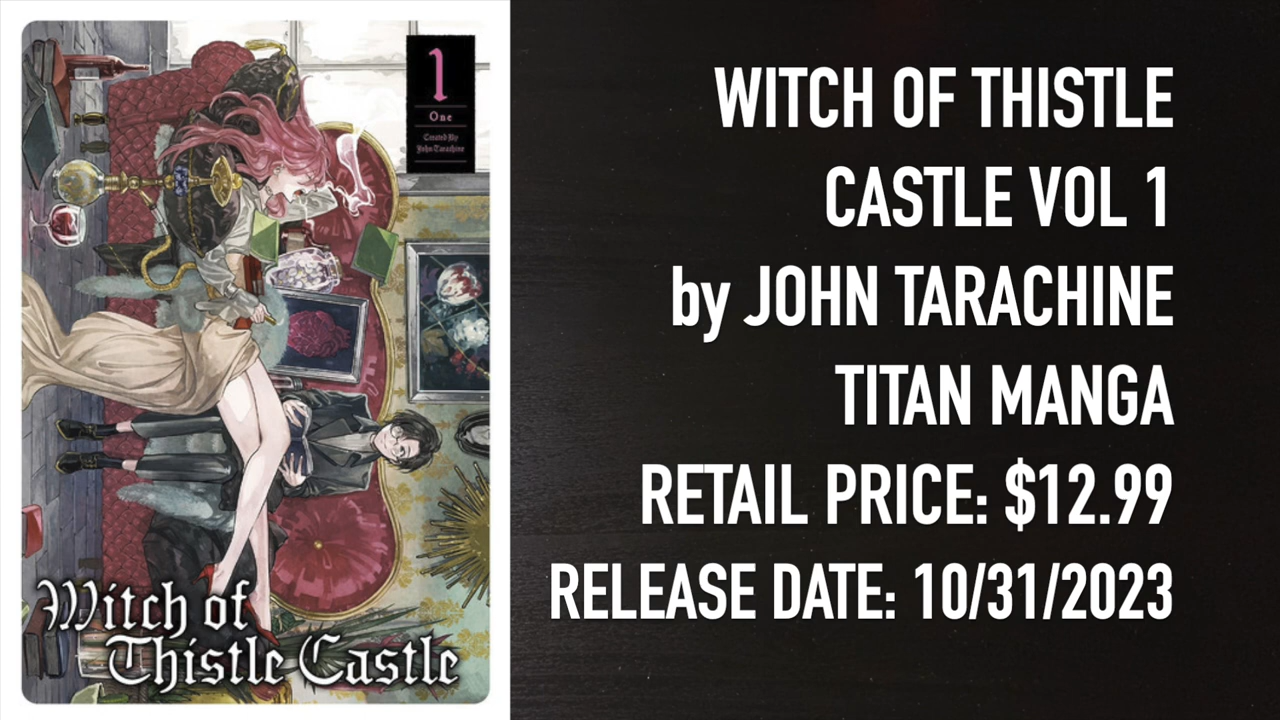 1
One
Created By
John Tarachine
Witch of
Thistle Castle
WITCH OF THISTLE
CASTLE VOL 1
by JOHN TARACHINE
TITAN MANGA
RETAIL PRICE: $12.99
RELEASE DATE: 10/31/2023